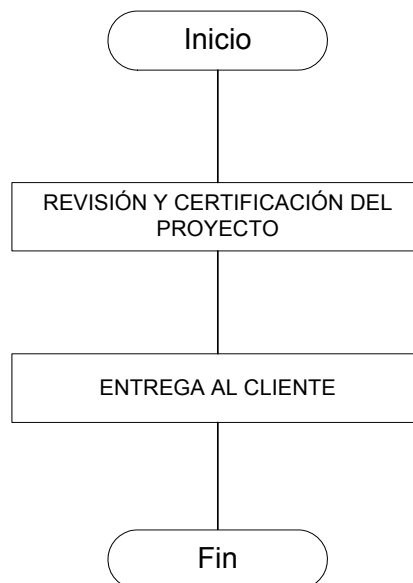 Inicio
REVISIÓN Y CERTIFICACIÓN DEL
PROYECTO
ENTREGA AL CLIENTE
Fin